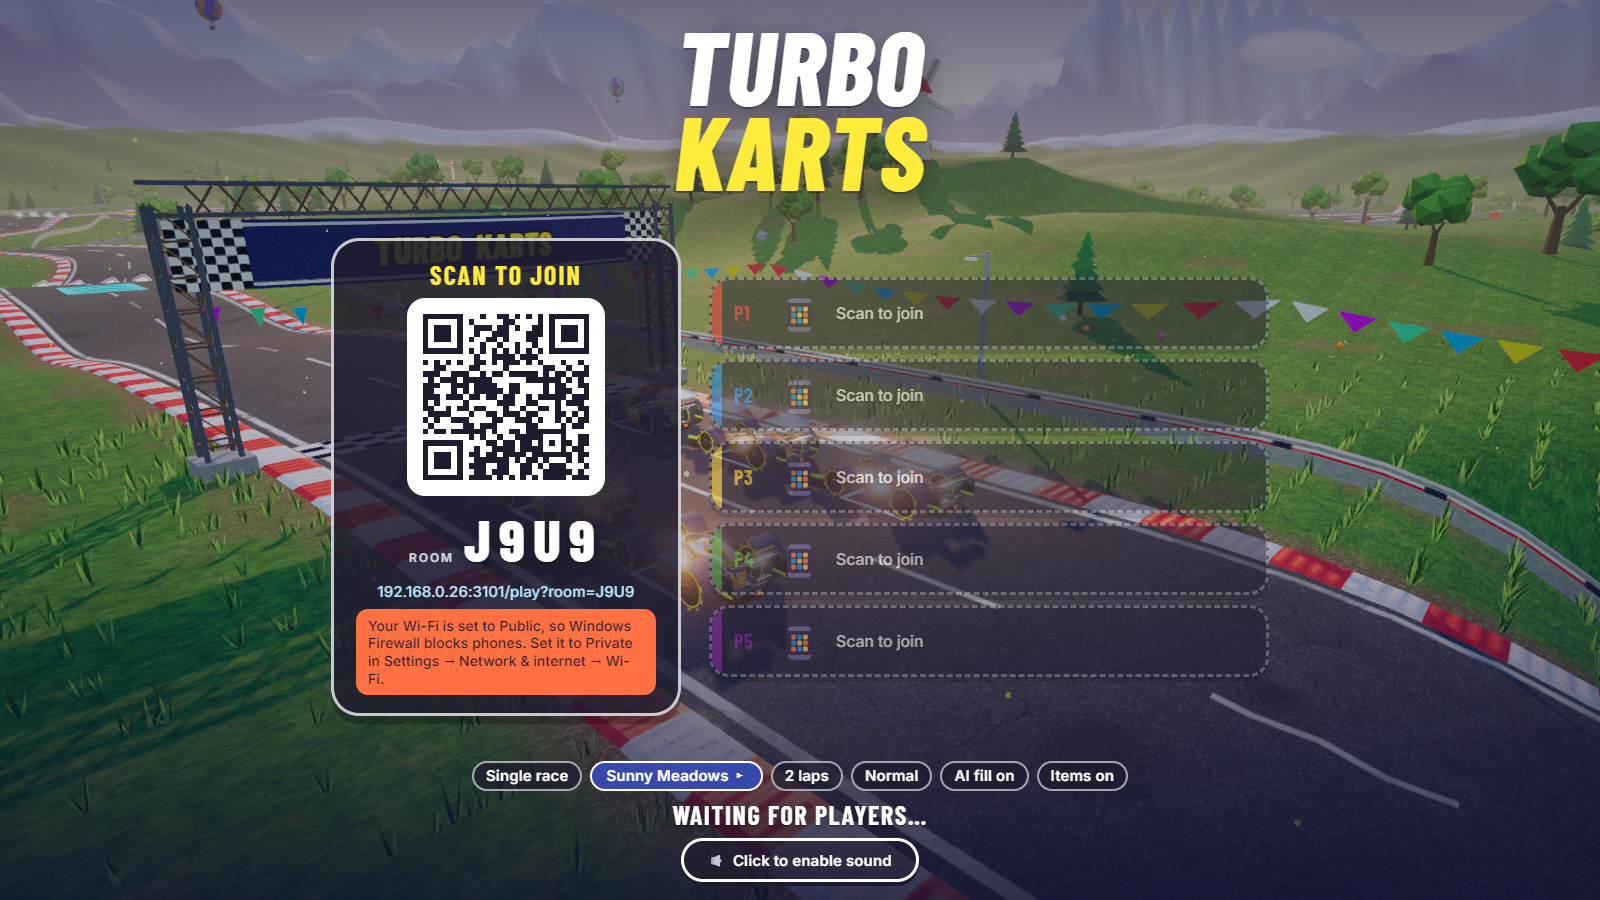 TURBO
KARTS
TURBO KARTS
SCAN TO JOIN
ROOM J9U9
192.168.0.26:3101/play?room=J9U9
Your Wi-Fi is set to Public, so Windows
Firewall blocks phones. Set it to Private
in Settings → Network & internet → Wi-
Fi.
P1 Scan to join
P2 Scan to join
P3 Scan to join
P4 Scan to join
P5 Scan to join
Single race Sunny Meadows ▸ 2 laps Normal AI fill on Items on
WAITING FOR PLAYERS...
Click to enable sound